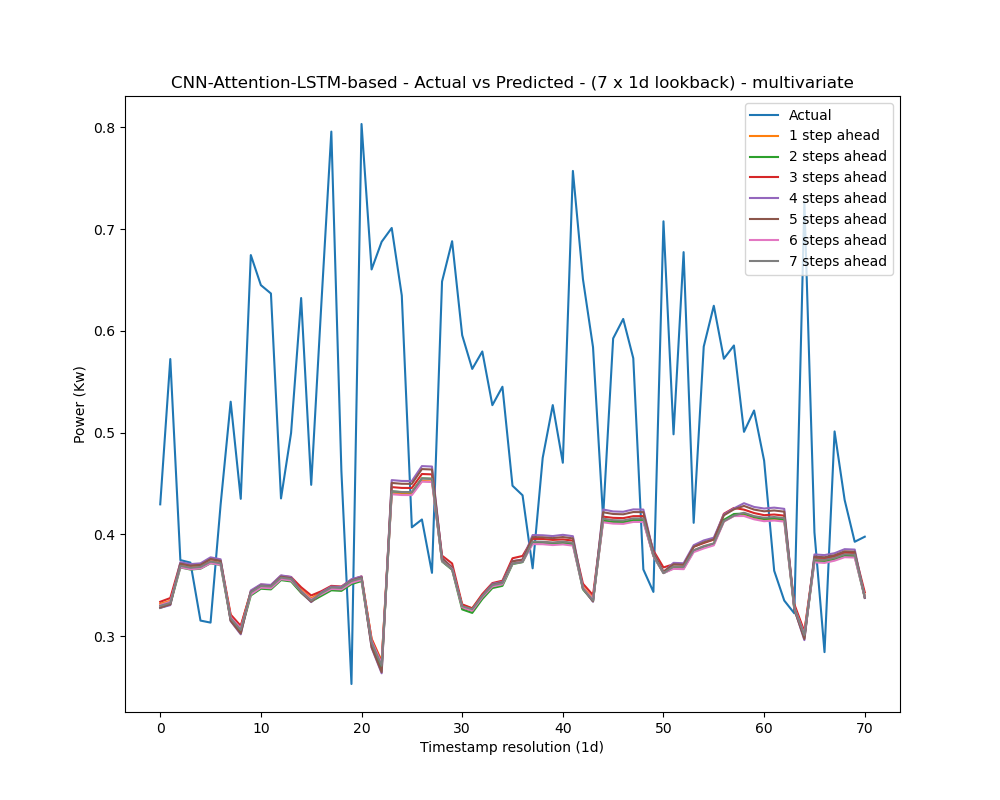 CNN-Attention-LSTM-based - Actual vs Predicted - (7 x 1d lookback) - multivariate
Power (Kw)
0.8
0.7
0.6
0.5
0.4
0.3
Actual
1 step ahead
2 steps ahead
3 steps ahead
4 steps ahead
5 steps ahead
6 steps ahead
7 steps ahead
0 10 20 30 40 50 60 70
Timestamp resolution (1d)